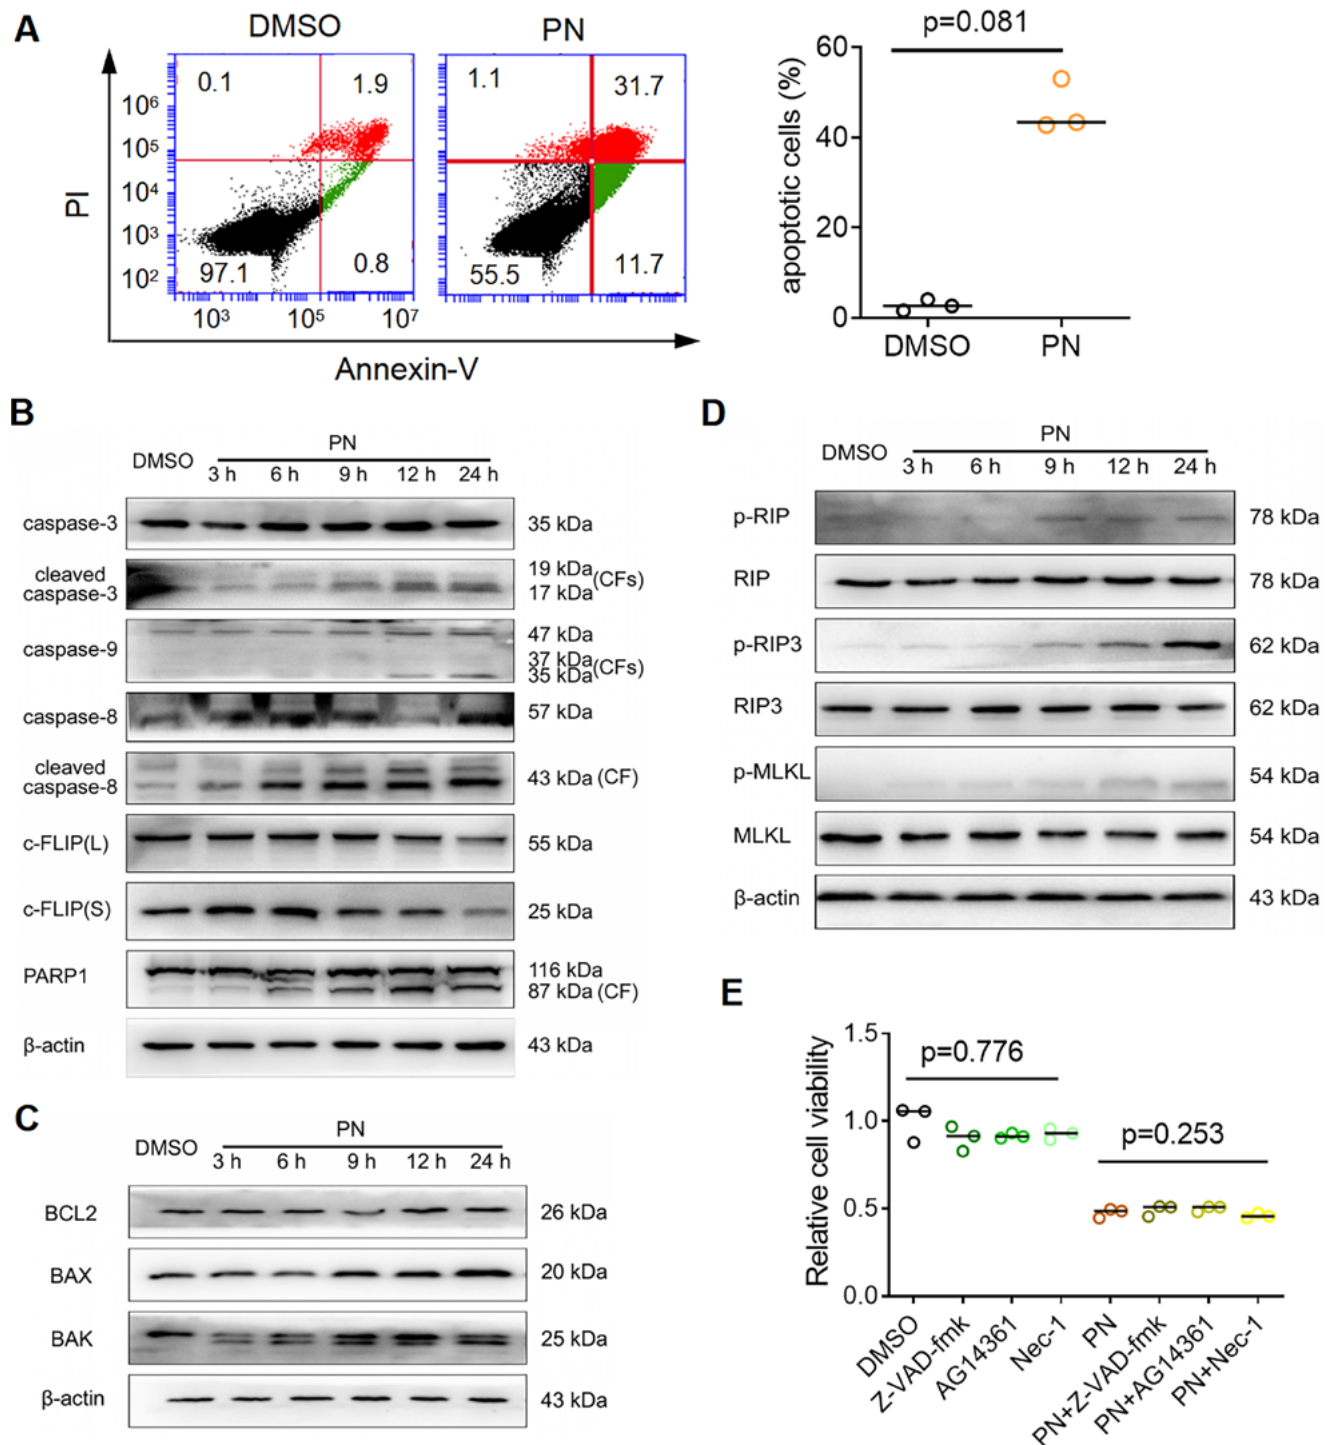 A
DMSO
PN
PI
10⁶
10⁵
10⁴
10³
10²
0.1
1.9
97.1
0.8
1.1
31.7
55.5
11.7
10³
10⁵
10⁷
Annexin-V
apoptotic cells (%)
60
40
20
0
p=0.081
DMSO
PN
B
PN
DMSO
3 h
6 h
9 h
12 h
24 h
caspase-3
35 kDa
cleaved
caspase-3
19 kDa
17 kDa
(CFs)
caspase-9
47 kDa
37 kDa
35 kDa
(CFs)
caspase-8
57 kDa
cleaved
caspase-8
43 kDa (CF)
c-FLIP(L)
55 kDa
c-FLIP(S)
25 kDa
PARP1
116 kDa
87 kDa (CF)
β-actin
43 kDa
C
PN
DMSO
3 h
6 h
9 h
12 h
24 h
BCL2
26 kDa
BAX
20 kDa
BAK
25 kDa
β-actin
43 kDa
D
PN
DMSO
3 h
6 h
9 h
12 h
24 h
p-RIP
78 kDa
RIP
78 kDa
p-RIP3
62 kDa
RIP3
62 kDa
p-MLKL
54 kDa
MLKL
54 kDa
β-actin
43 kDa
E
Relative cell viability
1.5
1.0
0.5
0.0
p=0.776
p=0.253
DMSO
Z-VAD-fmk
AG14361
Nec-1
PN
PN+Z-VAD-fmk
PN+AG14361
PN+Nec-1